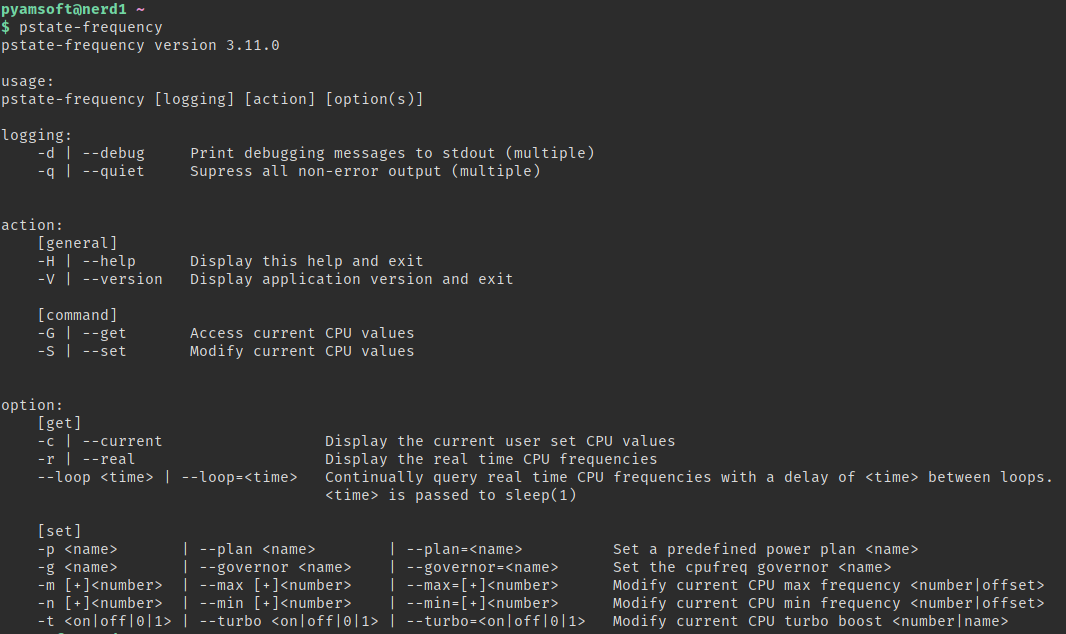 pyamsoft@nerd1 ~
$ pstate-frequency
pstate-frequency version 3.11.0
usage:
pstate-frequency [logging] [action] [option(s)]
logging:
-d | --debug Print debugging messages to stdout (multiple)
-q | --quiet Supress all non-error output (multiple)
action:
[general]
-H | --help Display this help and exit
-V | --version Display application version and exit
[command]
-G | --get Access current CPU values
-S | --set Modify current CPU values
option:
[get]
-c | --current Display the current user set CPU values
-r | --real Display the real time CPU frequencies
--loop <time> | --loop=<time> Continually query real time CPU frequencies with a delay of <time> between loops.
<time> is passed to sleep(1)
[set]
-p <name> | --plan <name> | --plan=<name> Set a predefined power plan <name>
-g <name> | --governor <name> | --governor=<name> Set the cpufreq governor <name>
-m [+]<number> | --max [+]<number> | --max=[+]<number> Modify current CPU max frequency <number|offset>
-n [+]<number> | --min [+]<number> | --min=[+]<number> Modify current CPU min frequency <number|offset>
-t <on|off|0|1> | --turbo <on|off|0|1> | --turbo=<on|off|0|1> Modify current CPU turbo boost <number|name>